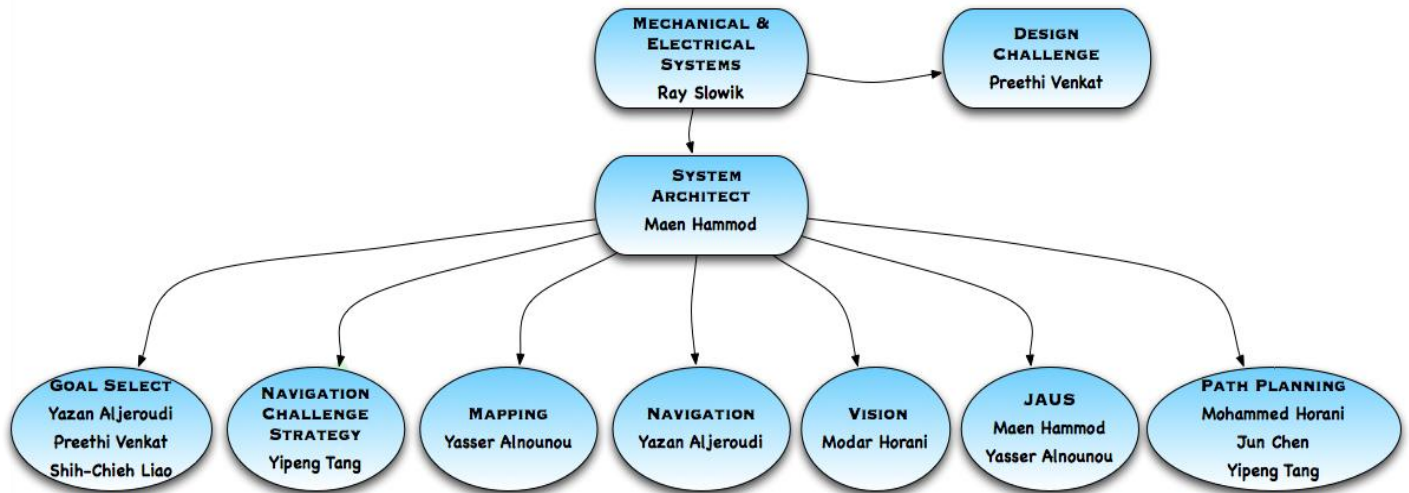 MECHANICAL &
ELECTRICAL
SYSTEMS
Ray Slowik
DESIGN
CHALLENGE
Preethi Venkat
SYSTEM
ARCHITECT
Maen Hammod
GOAL SELECT
Yazan Aljeroudi
Preethi Venkat
Shih-Chieh Liao
NAVIGATION
CHALLENGE
STRATEGY
Yipeng Tang
MAPPING
Yasser Alnounou
NAVIGATION
Yazan Aljeroudi
VISION
Modar Horani
JAUS
Maen Hammod
Yasser Alnounou
PATH PLANNING
Mohammed Horani
Jun Chen
Yipeng Tang